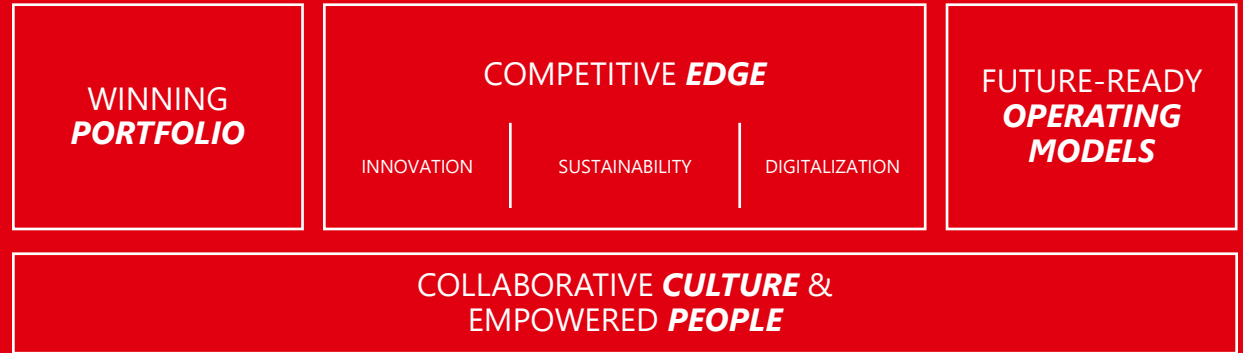 WINNING
PORTFOLIO
COMPETITIVE EDGE
INNOVATION
SUSTAINABILITY
DIGITALIZATION
FUTURE-READY
OPERATING
MODELS
COLLABORATIVE CULTURE &
EMPOWERED PEOPLE